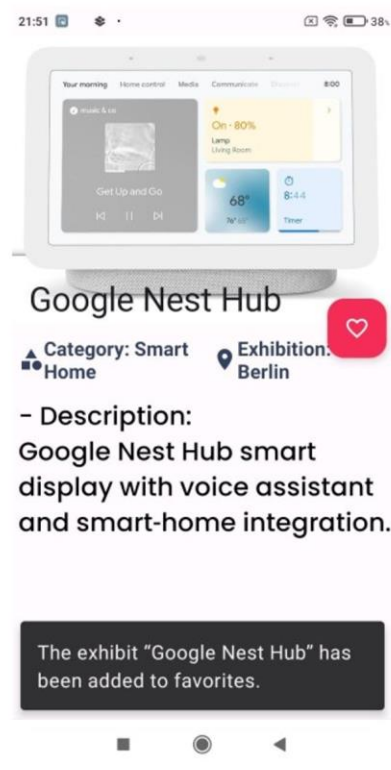 21:51
38%
Your morning Home control Media Communicate Discover 8:00
music & co
On · 80%
Lamp
Living Room
Get Up and Go
68°
8:44
Timer
Google Nest Hub
Category: Smart
Home
Exhibition:
Berlin
- Description:
Google Nest Hub smart
display with voice assistant
and smart-home integration.
The exhibit “Google Nest Hub” has
been added to favorites.